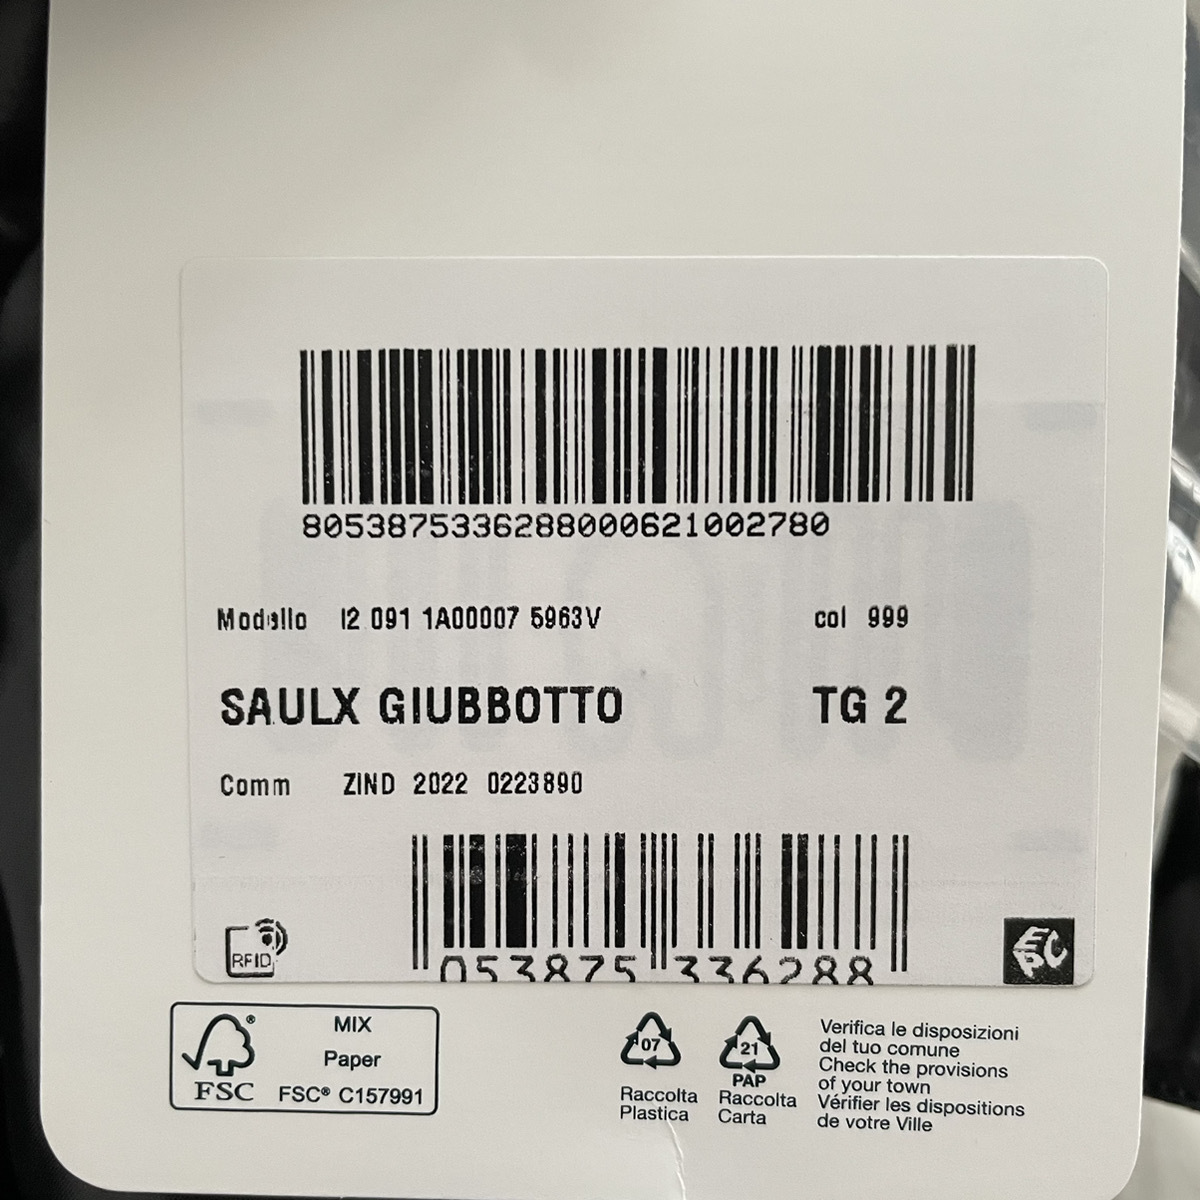 8053875336288000621002780
Modello I2 091 1A00007 5963V col 999
SAULX GIUBBOTTO TG 2
Comm ZIND 2022 0223890
053875 336288
RFID
EPC
MIX
Paper
FSC FSC® C157991
07
Raccolta
Plastica
21
PAP
Raccolta
Carta
Verifica le disposizioni
del tuo comune
Check the provisions
of your town
Vérifier les dispositions
de votre Ville